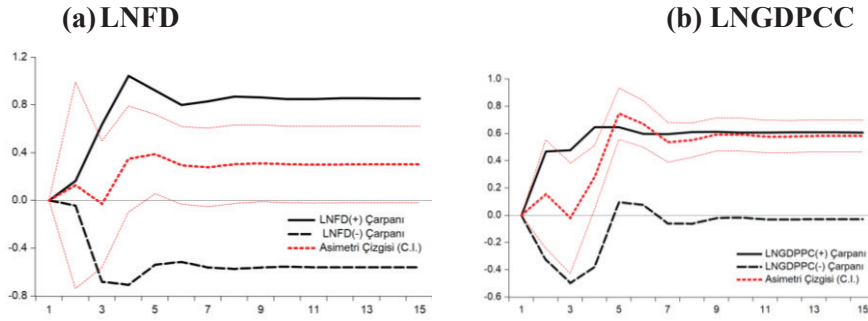 (a) LNFD
1.2
0.8
0.4
0.0
-0.4
-0.8
1 3 5 7 9 11 13 15
LNFD(+) Çarpanı
LNFD(-) Çarpanı
Asimetri Çizgisi (C.I.)
(b) LNGDPCC
1.0
0.8
0.6
0.4
0.2
0.0
-0.2
-0.4
-0.6
1 3 5 7 9 11 13 15
LNGDPPC(+) Çarpanı
LNGDPPC(-) Çarpanı
Asimetri Çizgisi (C.I.)